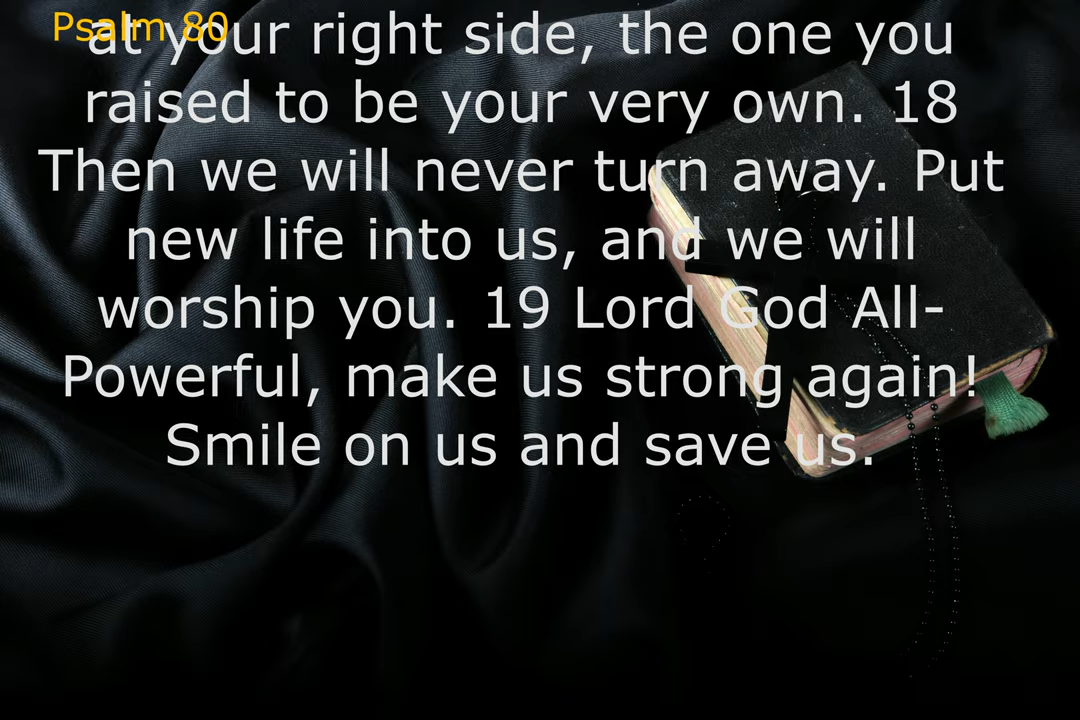 Psalm 80
at your right side, the one you
raised to be your very own. 18
Then we will never turn away. Put
new life into us, and we will
worship you. 19 Lord God All-
Powerful, make us strong again!
Smile on us and save us.